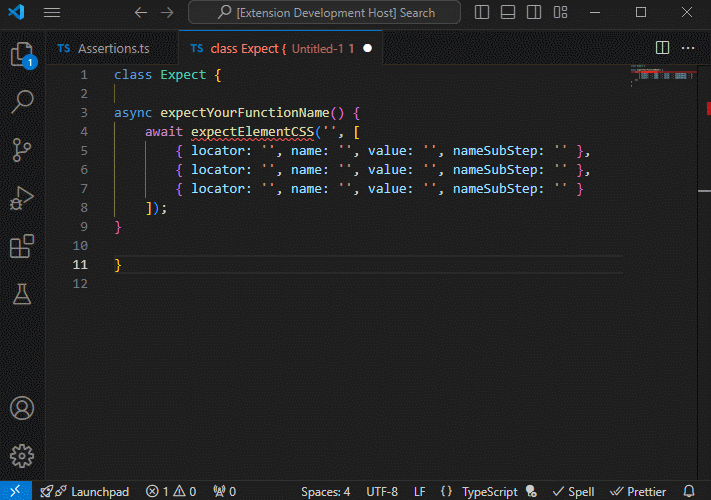 [Extension Development Host] Search
TS Assertions.ts
TS class Expect { Untitled-1 1
1 class Expect {
2
3 async expectYourFunctionName() {
4 await expectElementCSS('', [
5 { locator: '', name: '', value: '', nameSubStep: '' },
6 { locator: '', name: '', value: '', nameSubStep: '' },
7 { locator: '', name: '', value: '', nameSubStep: '' }
8 ]);
9 }
10
11 }
12
1
Launchpad 1 0 0 Spaces: 4 UTF-8 LF {} TypeScript Spell Prettier